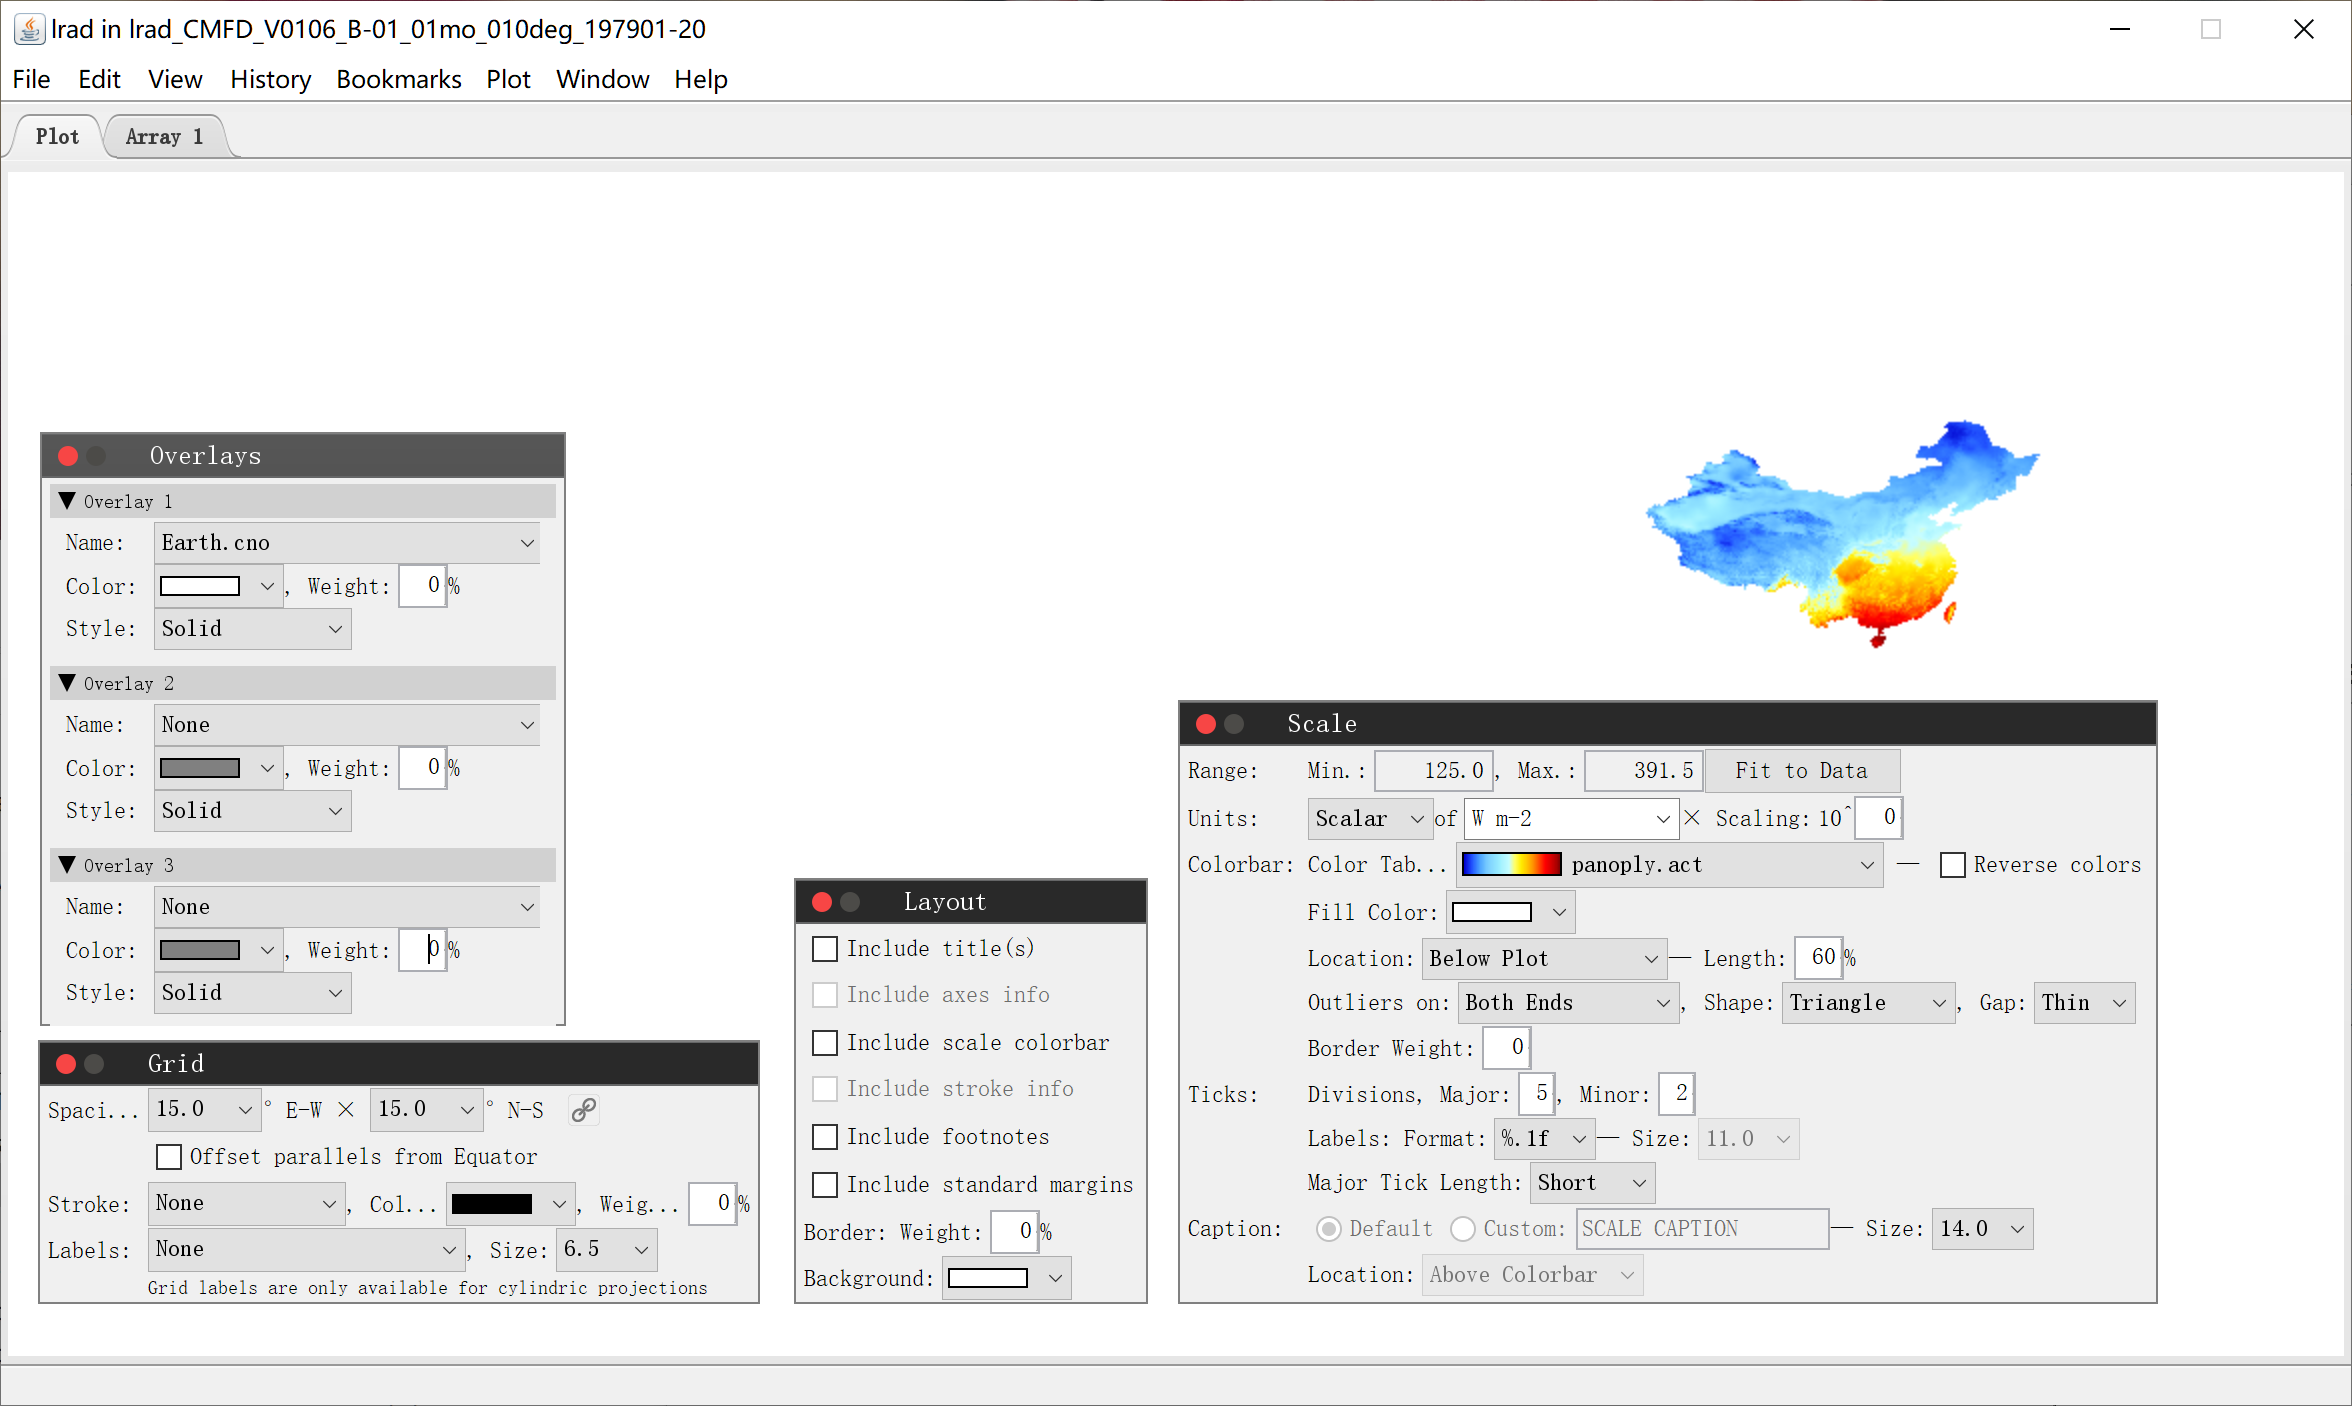 lrad in lrad_CMFD_V0106_B-01_01mo_010deg_197901-20
File Edit View History Bookmarks Plot Window Help
Plot Array 1
Overlays
Overlay 1
Name: Earth.cno
Color: , Weight: 0 %
Style: Solid
Overlay 2
Name: None
Color: , Weight: 0 %
Style: Solid
Overlay 3
Name: None
Color: , Weight: 0 %
Style: Solid
Grid
Spaci... 15.0 ° E-W × 15.0 ° N-S
Offset parallels from Equator
Stroke: None , Col... , Weig... 0 %
Labels: None , Size: 6.5
Grid labels are only available for cylindric projections
Layout
Include title(s)
Include axes info
Include scale colorbar
Include stroke info
Include footnotes
Include standard margins
Border: Weight: 0 %
Background:
Scale
Range: Min.: 125.0 , Max.: 391.5 Fit to Data
Units: Scalar of W m-2 × Scaling: 10^ 0
Colorbar: Color Tab... panoply.act — Reverse colors
Fill Color:
Location: Below Plot — Length: 60 %
Outliers on: Both Ends , Shape: Triangle , Gap: Thin
Border Weight: 0
Ticks: Divisions, Major: 5 , Minor: 2
Labels: Format: %.1f — Size: 11.0
Major Tick Length: Short
Caption: Default Custom: SCALE CAPTION — Size: 14.0
Location: Above Colorbar